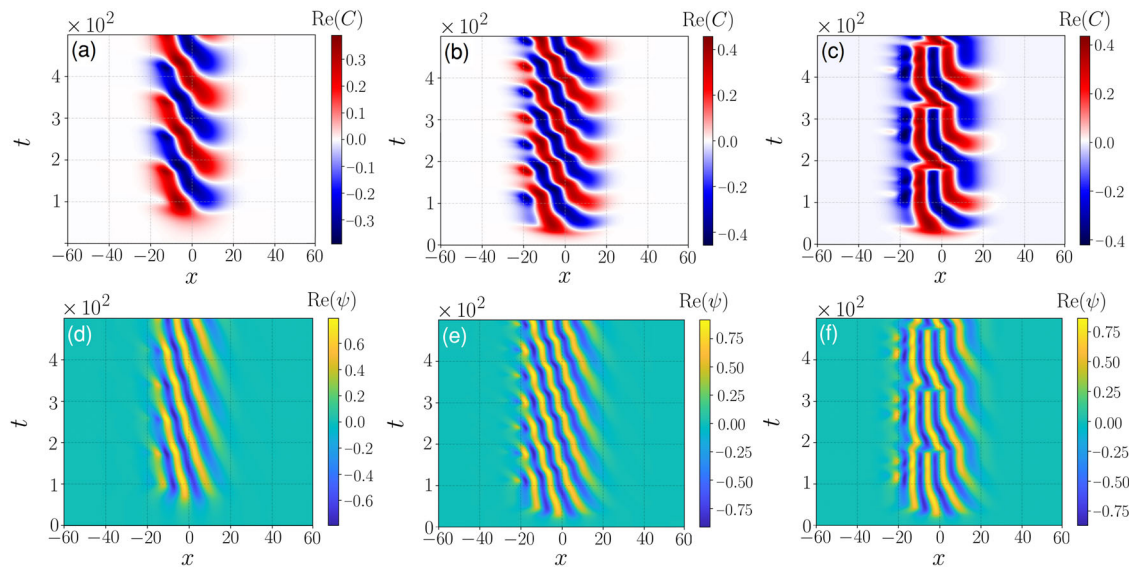 ×10² Re(C) ×10² Re(C) ×10² Re(C)
(a) (b) (c)
4 0.3 4 0.4 4 0.4
0.2
3 0.1 3 0.2 3 0.2
t 0.0 t 0.0 t 0.0
2 −0.1 2 −0.2 2 −0.2
−0.2
1 −0.3 1 −0.4 1 −0.4
0 0
−60 −40 −20 0 20 40 60 −60 −40 −20 0 20 40 60 −60 −40 −20 0 20 40 60
x x x
×10² Re(ψ) ×10² Re(ψ) ×10² Re(ψ)
(d) (e) (f)
4 0.6 4 0.75 4 0.75
0.4 0.50 0.50
3 0.2 3 0.25 3 0.25
t 0.0 t 0.00 t 0.00
2 −0.2 2 −0.25 2 −0.25
−0.4 −0.50 −0.50
1 −0.6 1 −0.75 1 −0.75
0 0 0
−60 −40 −20 0 20 40 60 −60 −40 −20 0 20 40 60 −60 −40 −20 0 20 40 60
x x x